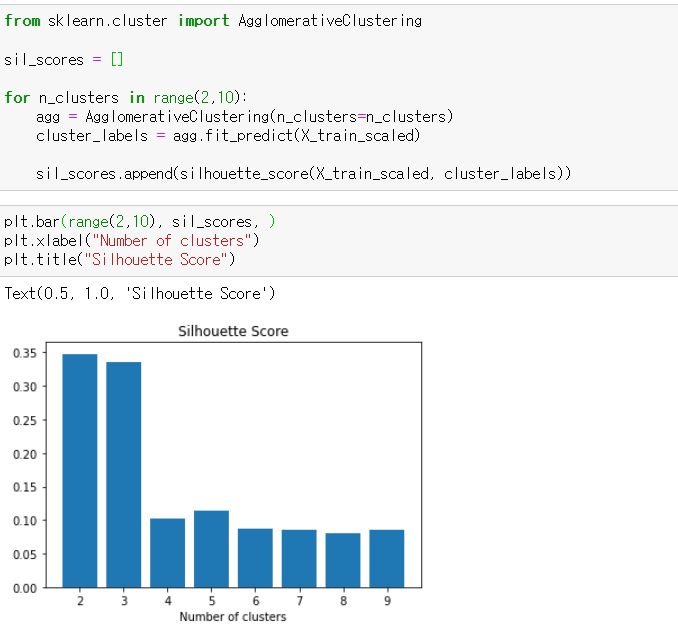 from sklearn.cluster import AgglomerativeClustering
sil_scores = []
for n_clusters in range(2,10):
    agg = AgglomerativeClustering(n_clusters=n_clusters)
    cluster_labels = agg.fit_predict(X_train_scaled)
    sil_scores.append(silhouette_score(X_train_scaled, cluster_labels))
plt.bar(range(2,10), sil_scores, )
plt.xlabel("Number of clusters")
plt.title("Silhouette Score")
Text(0.5, 1.0, 'Silhouette Score')
Silhouette Score
0.35
0.30
0.25
0.20
0.15
0.10
0.05
0.00
2 3 4 5 6 7 8 9
Number of clusters